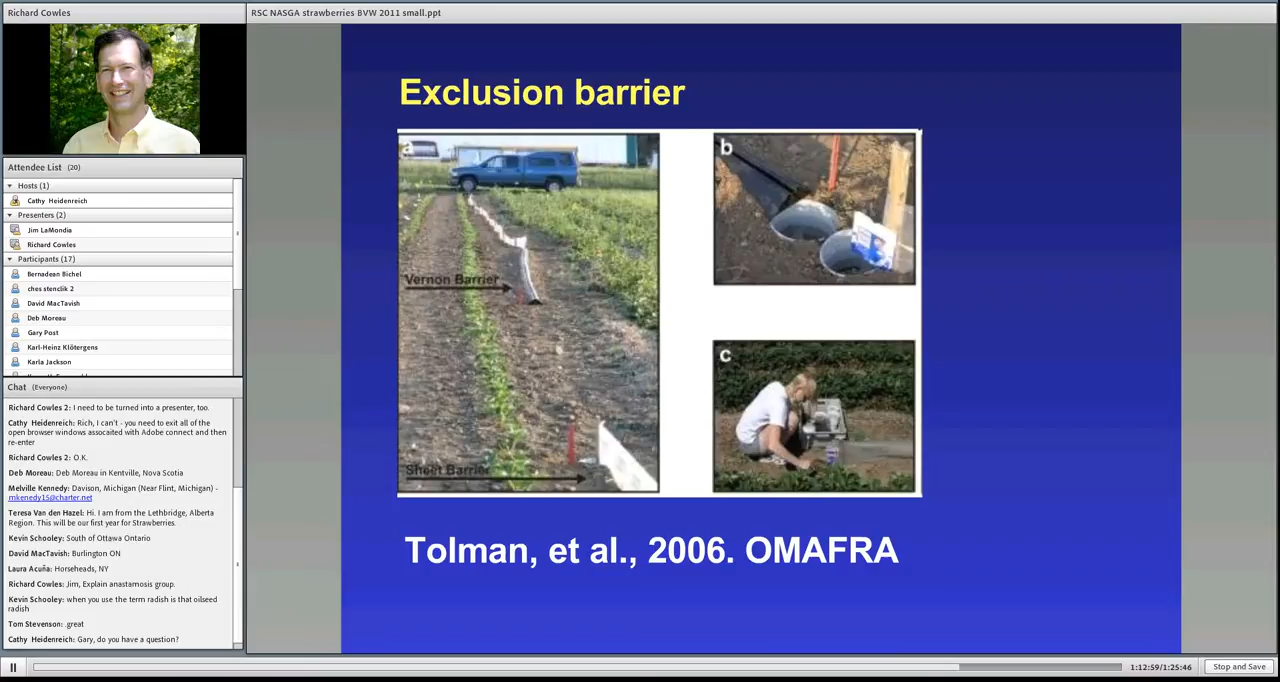 Richard Cowles
RSC NASGA strawberries BVW 2011 small.ppt
Attendee List (20)
Hosts (1)
Cathy Heidenreich
Presenters (2)
Jim LaMondia
Richard Cowles
Participants (17)
Bernadean Bichel
ches stenclik 2
David MacTavish
Deb Moreau
Gary Post
Karl-Heinz Klötergens
Karla Jackson
Chat (Everyone)
Richard Cowles 2: I need to be turned into a presenter, too.
Cathy Heidenreich: Rich, I can't - you need to exit all of the
open browser windows assocaited with Adobe connect and then
re-enter
Richard Cowles 2: O.K.
Deb Moreau: Deb Moreau in Kentville, Nova Scotia
Melville Kennedy: Davison, Michigan (Near Flint, Michigan) -
mkenedy15@charter.net
Teresa Van den Hazel: Hi. I am from the Lethbridge, Alberta
Region. This will be our first year for Strawberries.
Kevin Schooley: South of Ottawa Ontario
David MacTavish: Burlington ON
Laura Acuña: Horseheads, NY
Richard Cowles: Jim, Explain anastamosis group.
Kevin Schooley: when you use the term radish is that oilseed
radish
Tom Stevenson: .great
Cathy Heidenreich: Gary, do you have a question?
Exclusion barrier
a
b
Vernon Barrier
c
Sheet Barrier
Tolman, et al., 2006. OMAFRA
1:12:59/1:25:46
Stop and Save